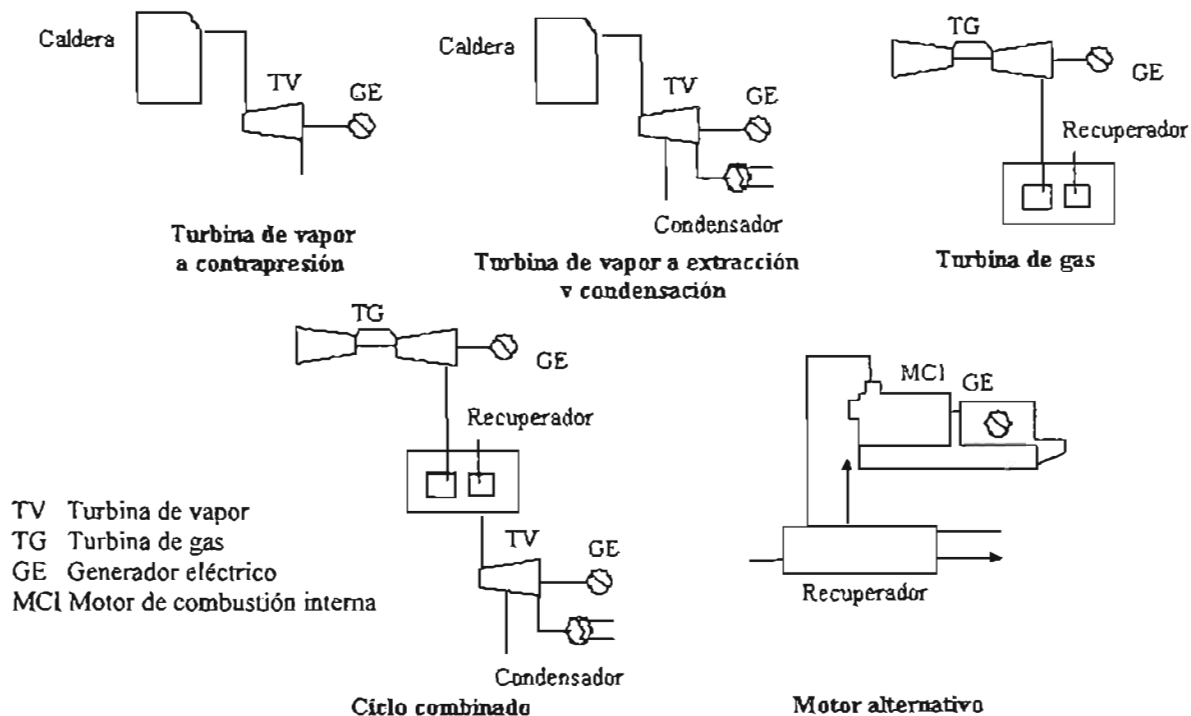 Caldera
TV
GE
Turbina de vapor
a contrapresión
Caldera
TV
GE
Condensador
Turbina de vapor a extracción
y condensación
TG
GE
Recuperador
Turbina de gas
TG
GE
Recuperador
TV
GE
Condensador
Ciclo combinado
MCI
GE
Recuperador
Motor alternativo
TV Turbina de vapor
TG Turbina de gas
GE Generador eléctrico
MCI Motor de combustión interna